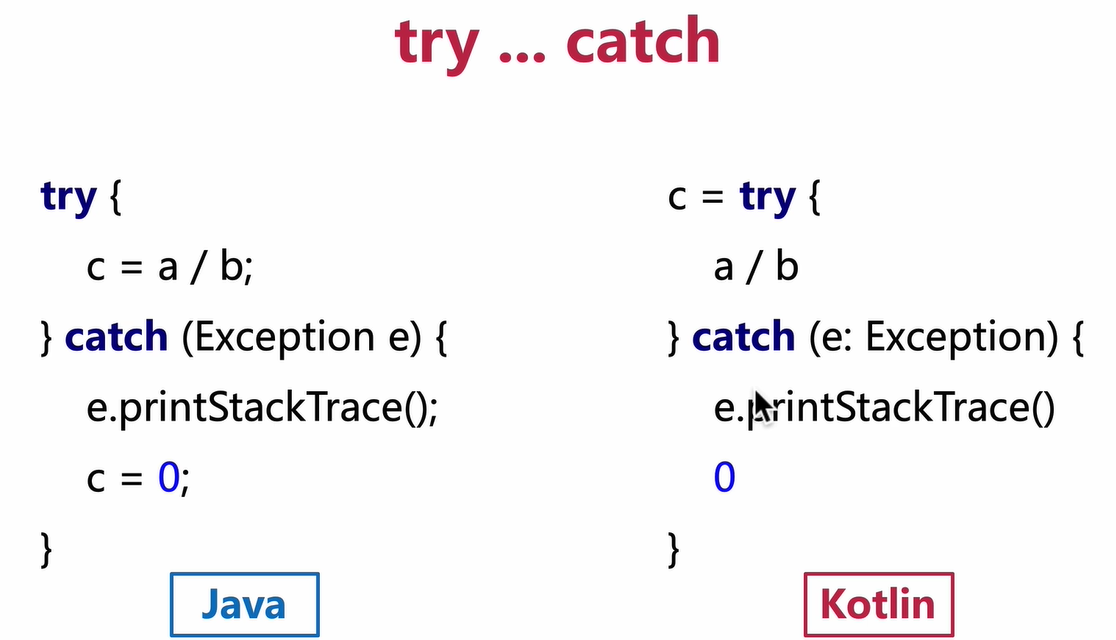 try ... catch
try {
c = a / b;
} catch (Exception e) {
e.printStackTrace();
c = 0;
}
Java
c = try {
a / b
} catch (e: Exception) {
e.printStackTrace()
0
}
Kotlin